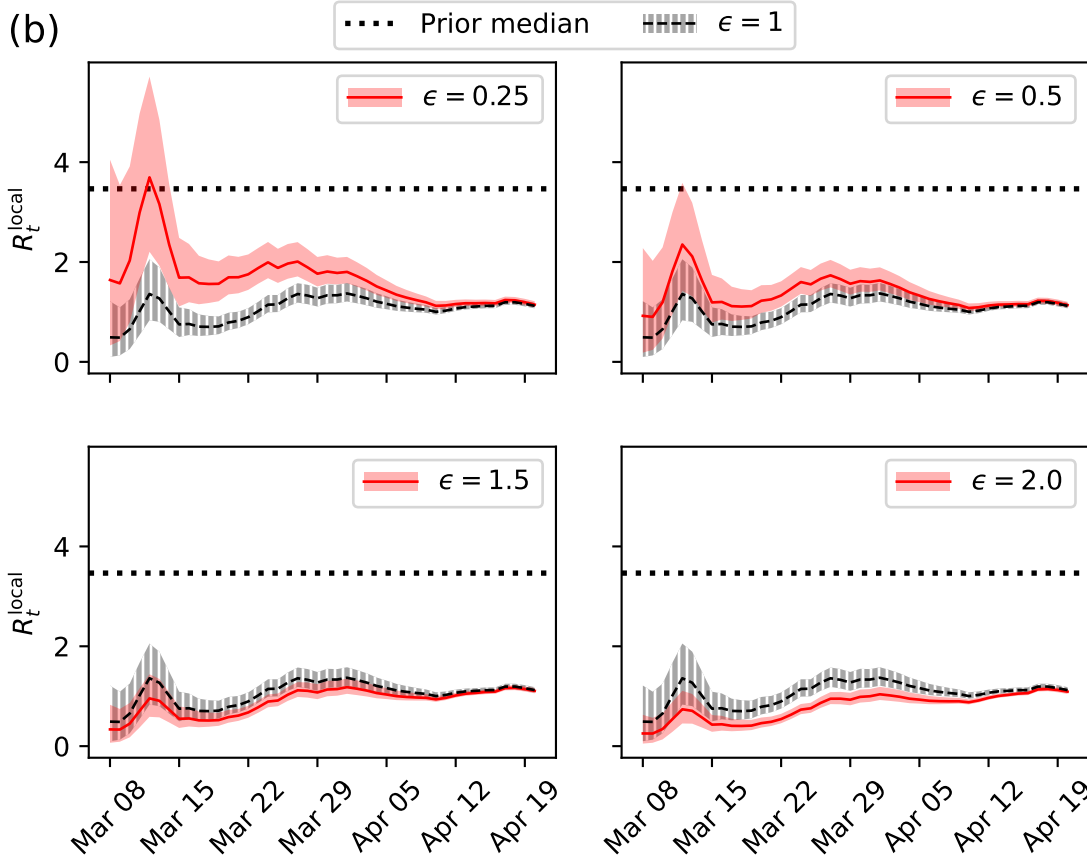 (b)
Prior median
ϵ = 1
ϵ = 0.25
ϵ = 0.5
4
2
0
R_t^local
ϵ = 1.5
ϵ = 2.0
4
2
0
R_t^local
Mar 08
Mar 15
Mar 22
Mar 29
Apr 05
Apr 12
Apr 19
Mar 08
Mar 15
Mar 22
Mar 29
Apr 05
Apr 12
Apr 19